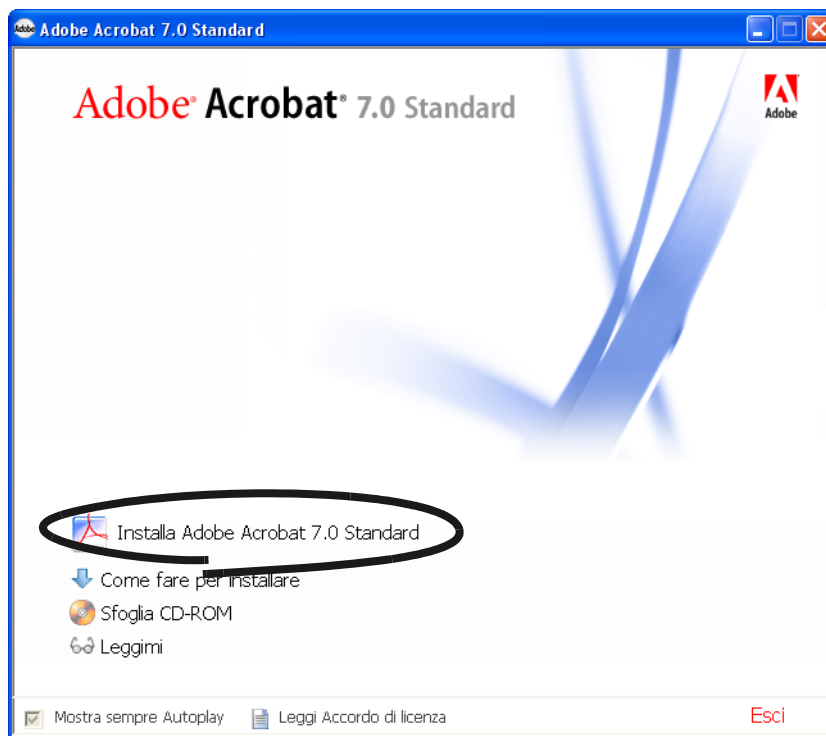 Adobe Acrobat 7.0 Standard
Adobe® Acrobat® 7.0 Standard
Adobe
Installa Adobe Acrobat 7.0 Standard
Come fare per installare
Sfoglia CD-ROM
Leggimi
Mostra sempre Autoplay
Leggi Accordo di licenza
Esci